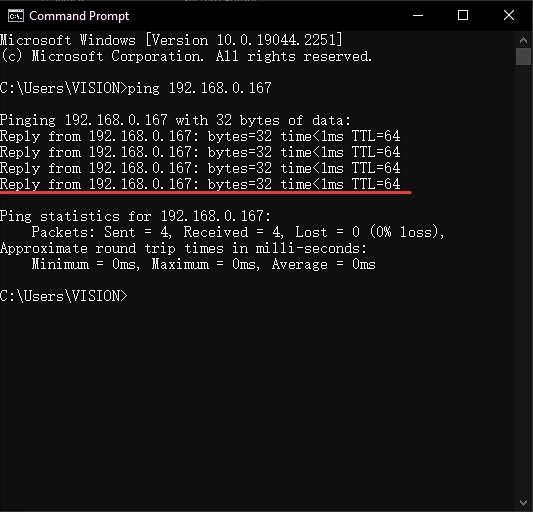 Command Prompt
Microsoft Windows [Version 10.0.19044.2251]
(c) Microsoft Corporation. All rights reserved.
C:\Users\VISION>ping 192.168.0.167
Pinging 192.168.0.167 with 32 bytes of data:
Reply from 192.168.0.167: bytes=32 time<1ms TTL=64
Reply from 192.168.0.167: bytes=32 time<1ms TTL=64
Reply from 192.168.0.167: bytes=32 time<1ms TTL=64
Reply from 192.168.0.167: bytes=32 time<1ms TTL=64
Ping statistics for 192.168.0.167:
Packets: Sent = 4, Received = 4, Lost = 0 (0% loss),
Approximate round trip times in milli-seconds:
Minimum = 0ms, Maximum = 0ms, Average = 0ms
C:\Users\VISION>